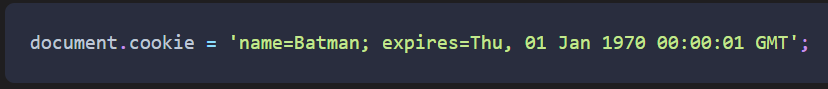 document.cookie = 'name=Batman; expires=Thu, 01 Jan 1970 00:00:01 GMT';